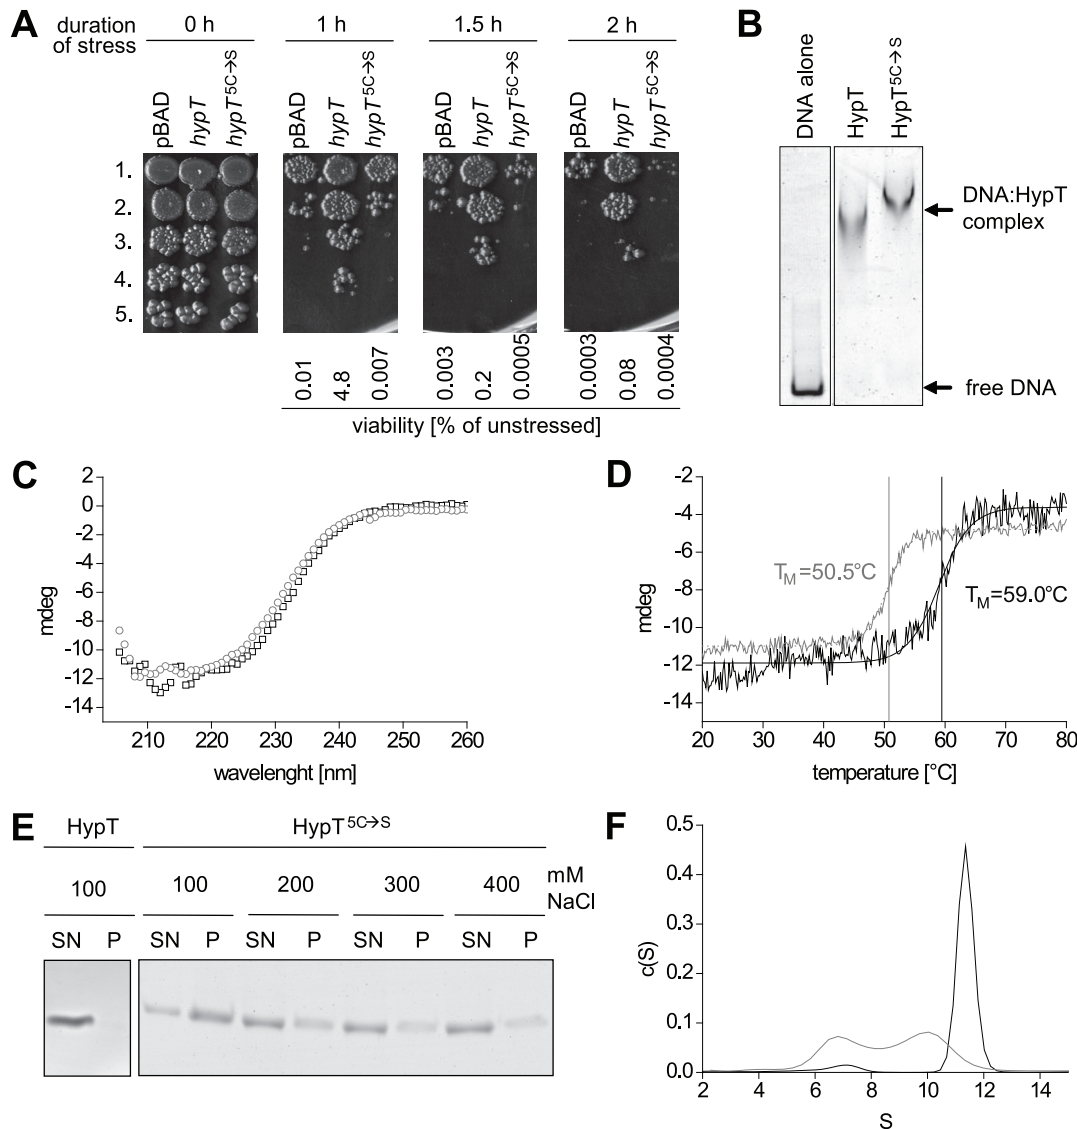 A
duration of stress
0 h
1 h
1.5 h
2 h
pBAD
hypT
hypT5C→S
pBAD
hypT
hypT5C→S
pBAD
hypT
hypT5C→S
pBAD
hypT
hypT5C→S
1.
2.
3.
4.
5.
0.01
4.8
0.007
0.003
0.2
0.0005
0.0003
0.08
0.0004
viability [% of unstressed]
B
DNA alone
HypT
HypT5C→S
DNA:HypT complex
free DNA
C
2
0
-2
-4
-6
-8
-10
-12
-14
mdeg
210
220
230
240
250
260
wavelenght [nm]
D
-2
-4
-6
-8
-10
-12
-14
mdeg
TM=50.5°C
TM=59.0°C
20
30
40
50
60
70
80
temperature [°C]
E
HypT
HypT5C→S
100
100
200
300
400
mM NaCl
SN P SN P SN P SN P SN P
F
0.5
0.4
0.3
0.2
0.1
0.0
c(S)
2
4
6
8
10
12
14
S